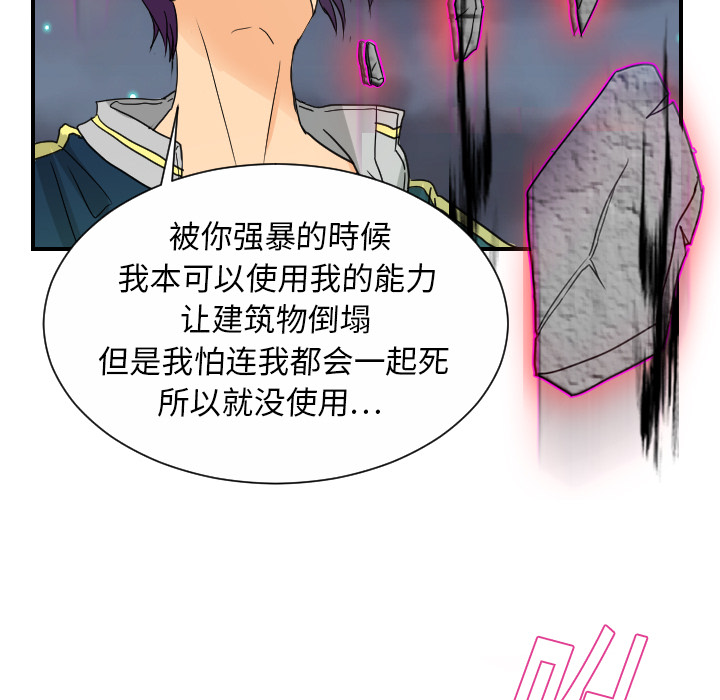 被你强暴的時候
我本可以使用我的能力
让建筑物倒塌
但是我怕连我都会一起死
所以就没使用...